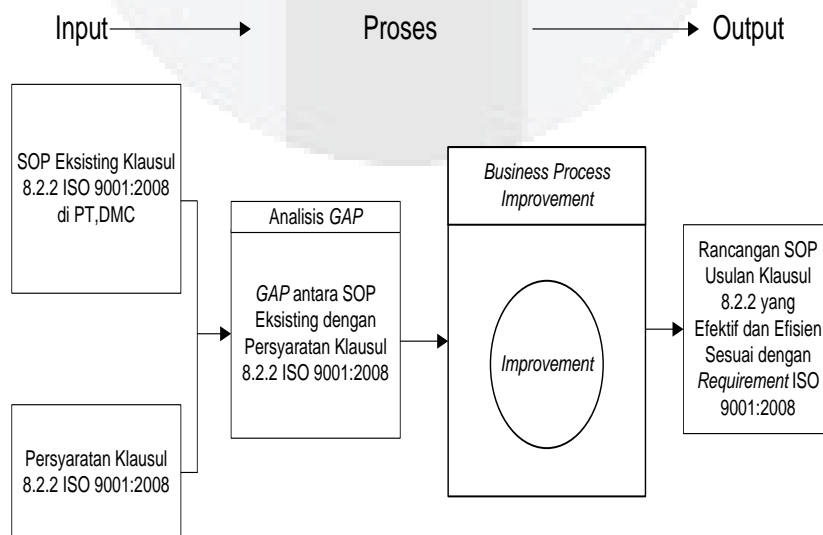 Input
Proses
Output
SOP Eksisting Klausul
8.2.2 ISO 9001:2008
di PT,DMC
Persyaratan Klausul
8.2.2 ISO 9001:2008
Analisis GAP
GAP antara SOP
Eksisting dengan
Persyaratan Klausul
8.2.2 ISO 9001:2008
Business Process
Improvement
Improvement
Rancangan SOP
Usulan Klausul
8.2.2 yang
Efektif dan Efisien
Sesuai dengan
Requirement ISO
9001:2008